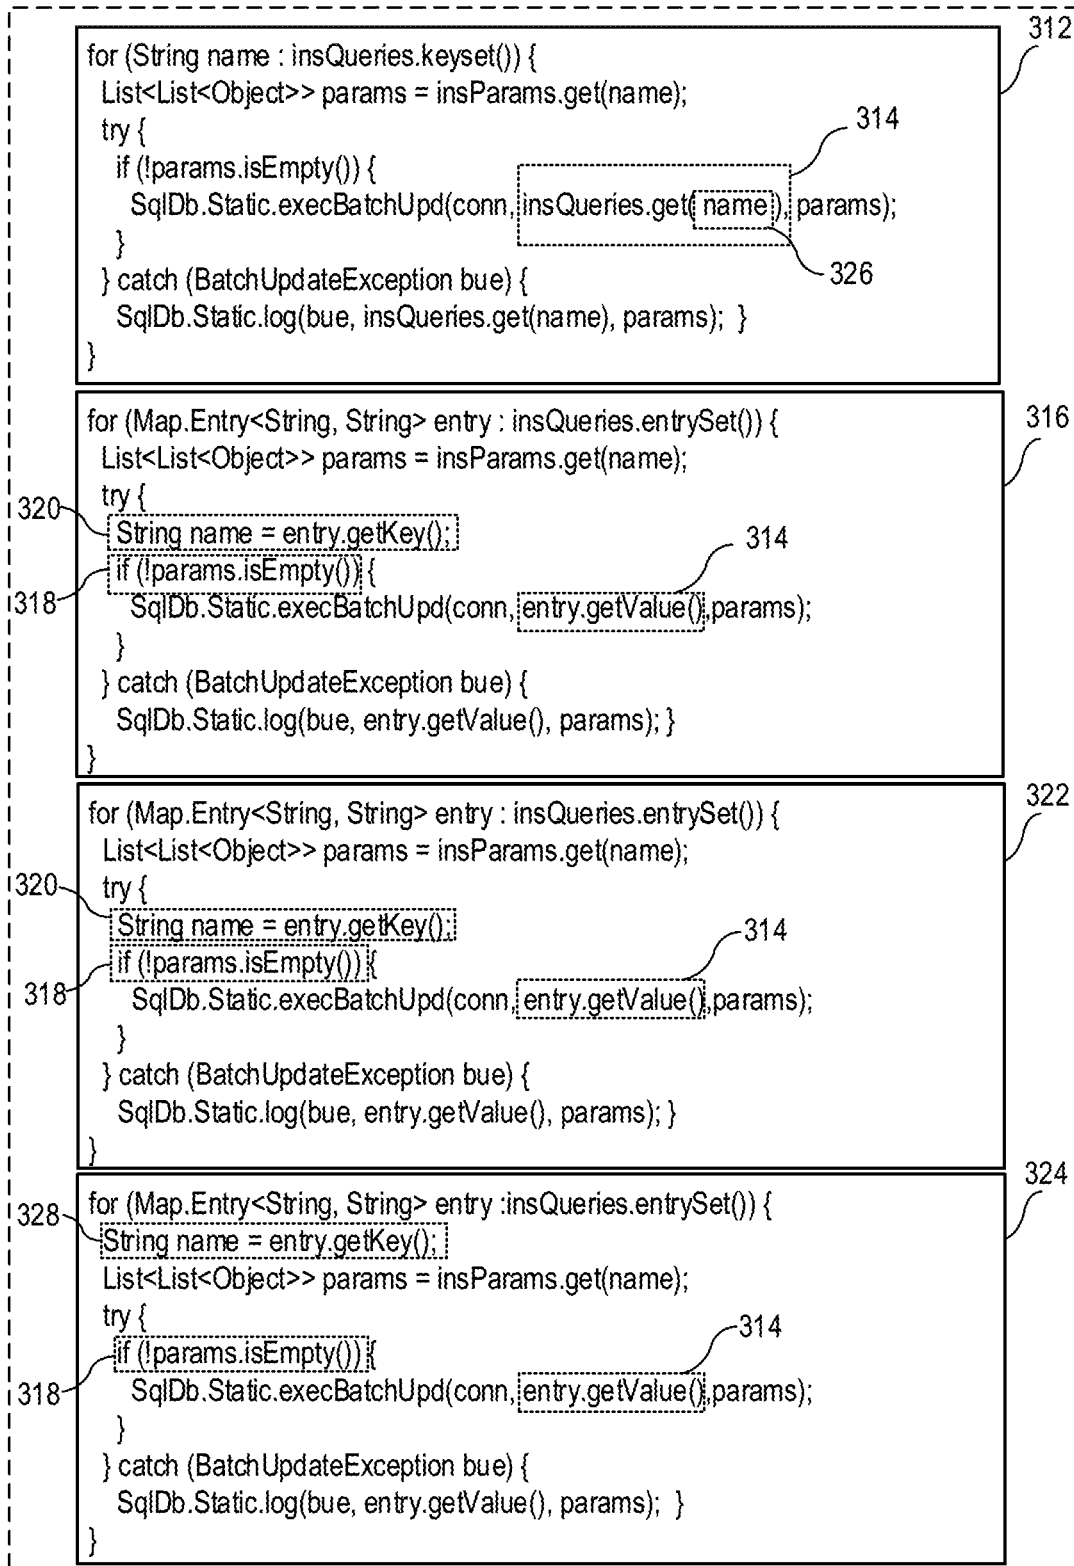 312
for (String name : insQueries.keyset()) {
List<List<Object>> params = insParams.get(name);
try {
314
if (!params.isEmpty()) {
SqlDb.Static.execBatchUpd(conn, insQueries.get( name ), params);
}
326
} catch (BatchUpdateException bue) {
SqlDb.Static.log(bue, insQueries.get(name), params); }
}
316
for (Map.Entry<String, String> entry : insQueries.entrySet()) {
List<List<Object>> params = insParams.get(name);
try {
320
String name = entry.getKey();
314
if (!params.isEmpty()) {
318
SqlDb.Static.execBatchUpd(conn, entry.getValue(),params);
}
} catch (BatchUpdateException bue) {
SqlDb.Static.log(bue, entry.getValue(), params); }
}
322
for (Map.Entry<String, String> entry : insQueries.entrySet()) {
List<List<Object>> params = insParams.get(name);
try {
320
String name = entry.getKey();
314
if (!params.isEmpty()) {
318
SqlDb.Static.execBatchUpd(conn, entry.getValue(),params);
}
} catch (BatchUpdateException bue) {
SqlDb.Static.log(bue, entry.getValue(), params); }
}
324
for (Map.Entry<String, String> entry :insQueries.entrySet()) {
328
String name = entry.getKey();
List<List<Object>> params = insParams.get(name);
try {
314
if (!params.isEmpty()) {
318
SqlDb.Static.execBatchUpd(conn, entry.getValue(),params);
}
} catch (BatchUpdateException bue) {
SqlDb.Static.log(bue, entry.getValue(), params); }
}